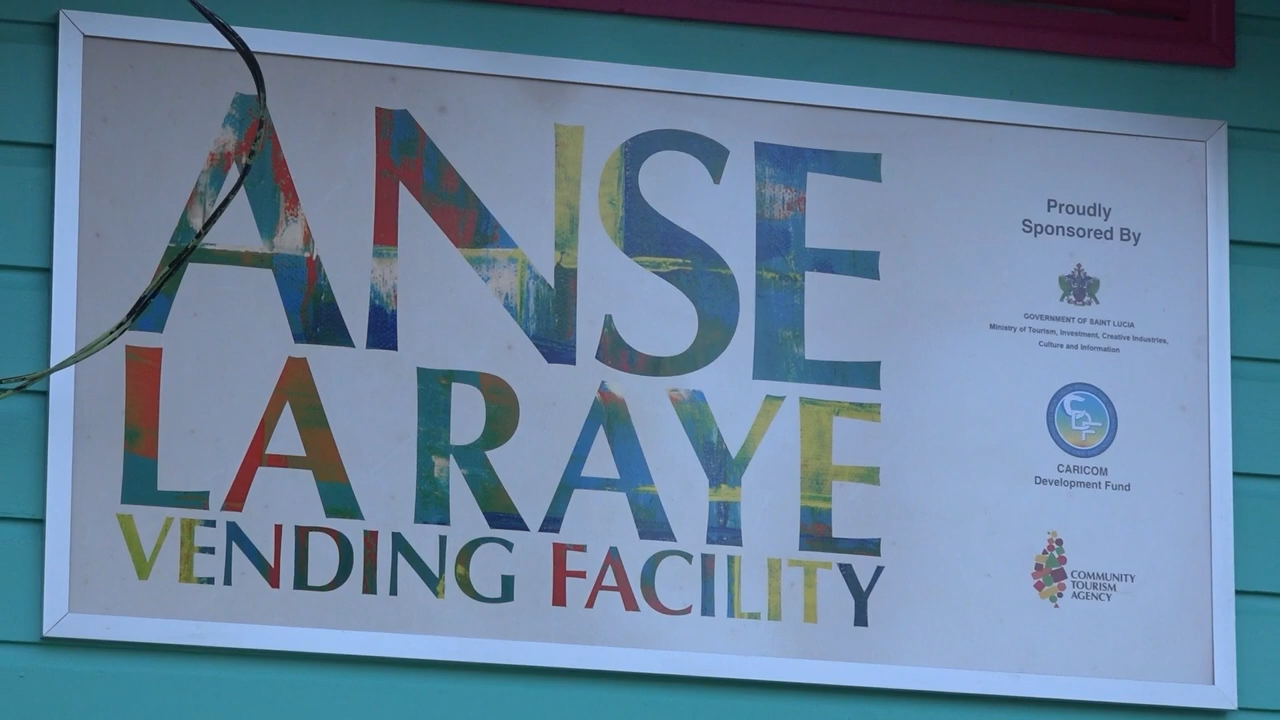 ANSE
LA RAYE
VENDING FACILITY
Proudly
Sponsored By
GOVERNMENT OF SAINT LUCIA
Ministry of Tourism, Investment, Creative Industries,
Culture and Information
CDF
CARICOM
Development Fund
COMMUNITY
TOURISM
AGENCY